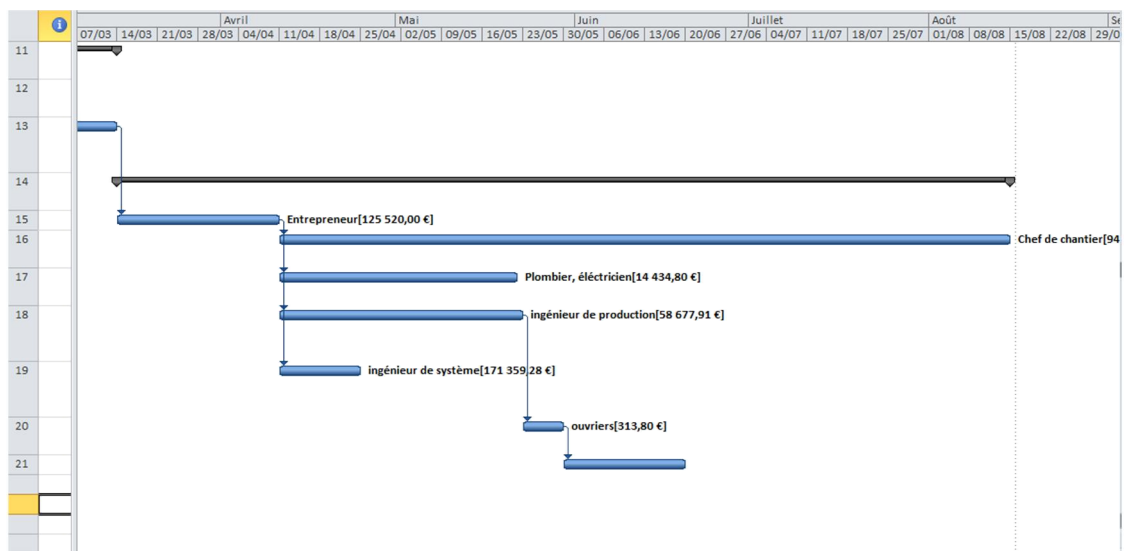 Avril Mai Juin Juillet Août
07/03 14/03 21/03 28/03 04/04 11/04 18/04 25/04 02/05 09/05 16/05 23/05 30/05 06/06 13/06 20/06 27/06 04/07 11/07 18/07 25/07 01/08 08/08 15/08 22/08 29/0
11
12
13
14
15 Entrepreneur[125 520,00 €]
16 Chef de chantier[94
17 Plombier, éléctricien[14 434,80 €]
18 ingénieur de production[58 677,91 €]
19 ingénieur de système[171 359,28 €]
20 ouvriers[313,80 €]
21